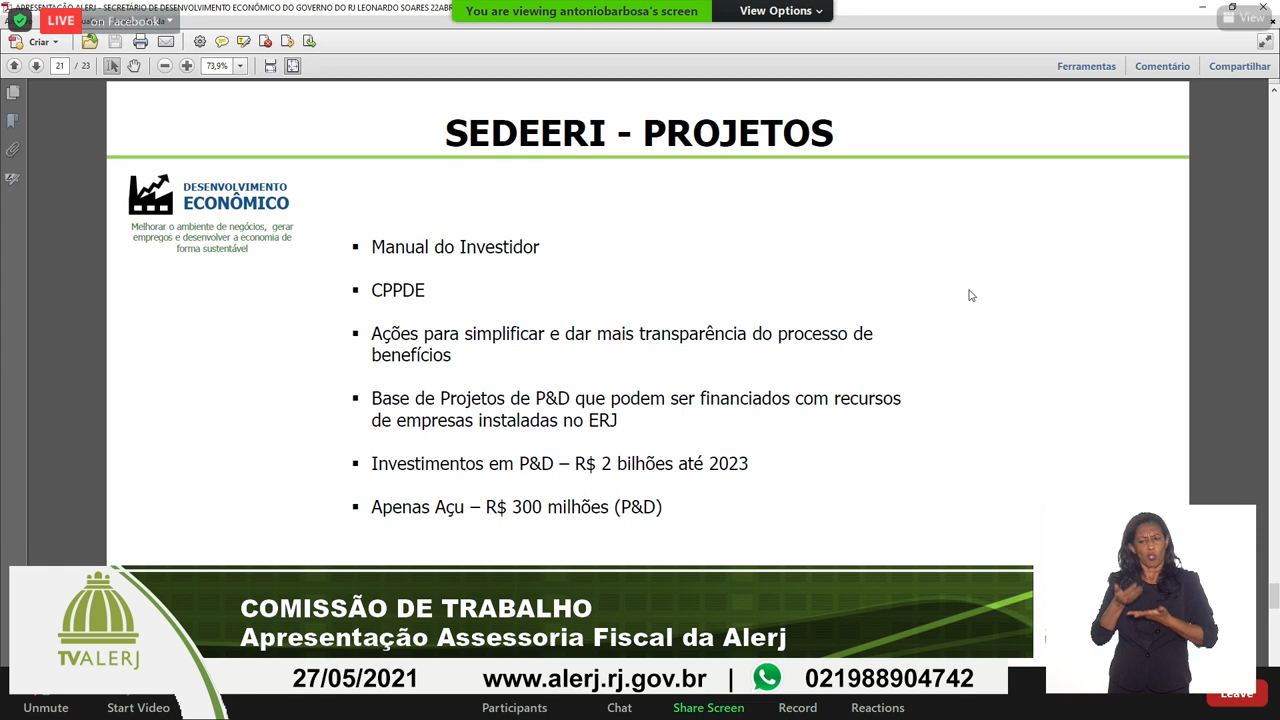 APRESENTAÇÃO ALERJ - SECRETÁRIO DE DESENVOLVIMENTO ECONÔMICO DO GOVERNO DO RJ LEONARDO SOARES 22ABR
LIVE on Facebook
You are viewing antoniobarbosa's screen
View Options
View
Criar
21 / 23
73,9%
Ferramentas
Comentário
Compartilhar
SEDEERI - PROJETOS
DESENVOLVIMENTO
ECONÔMICO
Melhorar o ambiente de negócios, gerar
empregos e desenvolver a economia de
forma sustentável
▪ Manual do Investidor
▪ CPPDE
▪ Ações para simplificar e dar mais transparência do processo de
benefícios
▪ Base de Projetos de P&D que podem ser financiados com recursos
de empresas instaladas no ERJ
▪ Investimentos em P&D – R$ 2 bilhões até 2023
▪ Apenas Açu – R$ 300 milhões (P&D)
TVALERJ
COMISSÃO DE TRABALHO
Apresentação Assessoria Fiscal da Alerj
27/05/2021 www.alerj.rj.gov.br | 021988904742
Unmute
Start Video
Participants
Chat
Share Screen
Record
Reactions
Leave